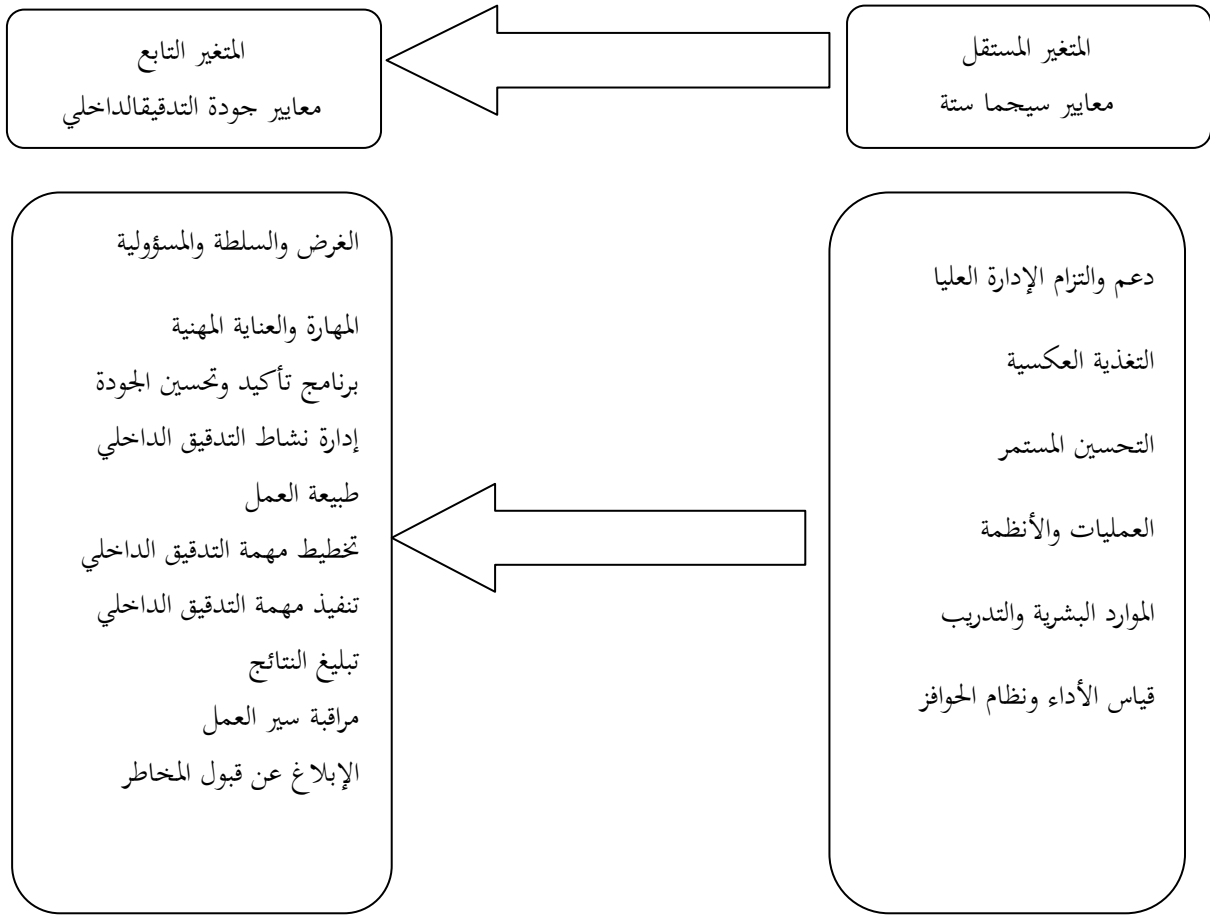 المتغير المستقل
معايير سيجما ستة
المتغير التابع
معايير جودة التدقيقالداخلي
دعم والتزام الإدارة العليا
التغذية العكسية
التحسين المستمر
العمليات والأنظمة
الموارد البشرية والتدريب
قياس الأداء ونظام الحوافز
الغرض والسلطة والمسؤولية
المهارة والعناية المهنية
برنامج تأكيد وتحسين الجودة
إدارة نشاط التدقيق الداخلي
طبيعة العمل
تخطيط مهمة التدقيق الداخلي
تنفيذ مهمة التدقيق الداخلي
تبليغ النتائج
مراقبة سير العمل
الإبلاغ عن قبول المخاطر